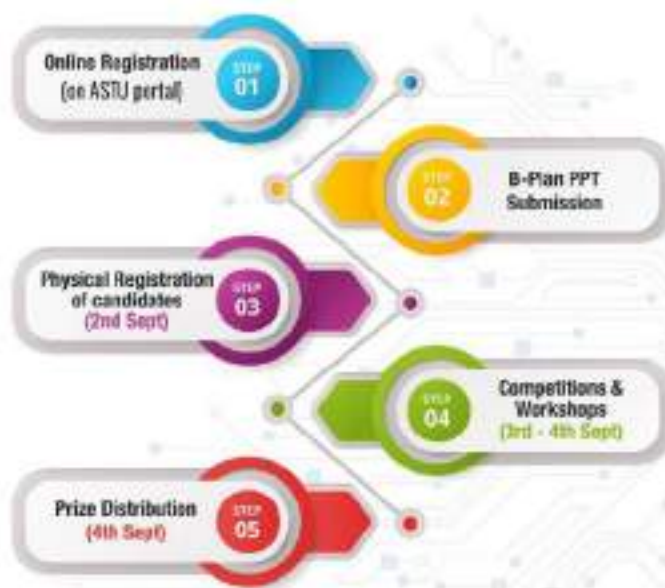 Online Registration
(on ASTU portal)
STEP
01
STEP
02
B-Plan PPT
Submission
Physical Registration
of candidates
(2nd Sept)
STEP
03
STEP
04
Competitions &
Workshops
(3rd - 4th Sept)
Prize Distribution
(4th Sept)
STEP
05